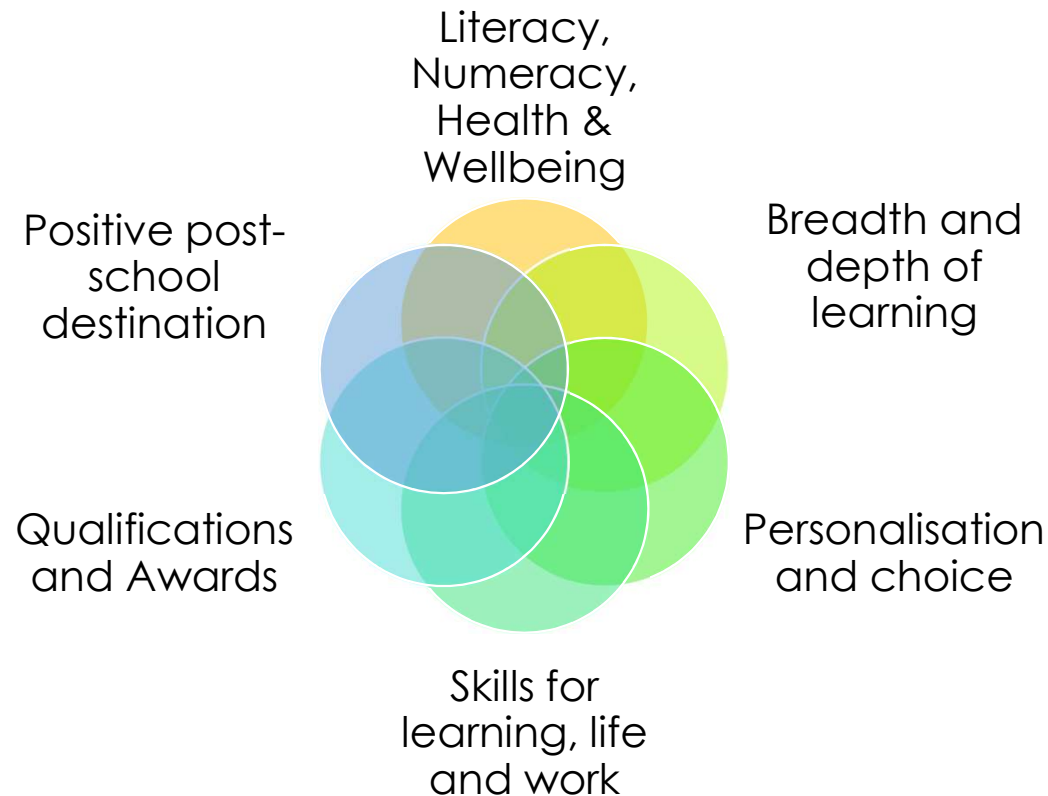 Literacy,
Numeracy,
Health &
Wellbeing
Breadth and
depth of
learning
Personalisation
and choice
Skills for
learning, life
and work
Qualifications
and Awards
Positive post-
school
destination